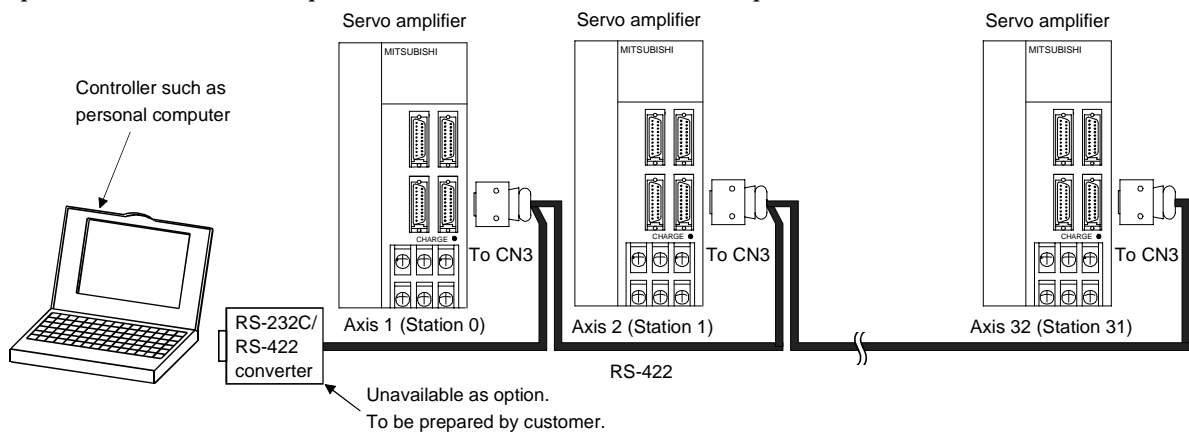 Servo amplifier
Servo amplifier
Servo amplifier
MITSUBISHI
MITSUBISHI
MITSUBISHI
Controller such as
personal computer
CHARGE
To CN3
CHARGE
To CN3
CHARGE
To CN3
RS-232C/
RS-422
converter
Axis 1 (Station 0)
Axis 2 (Station 1)
Axis 32 (Station 31)
RS-422
Unavailable as option.
To be prepared by customer.